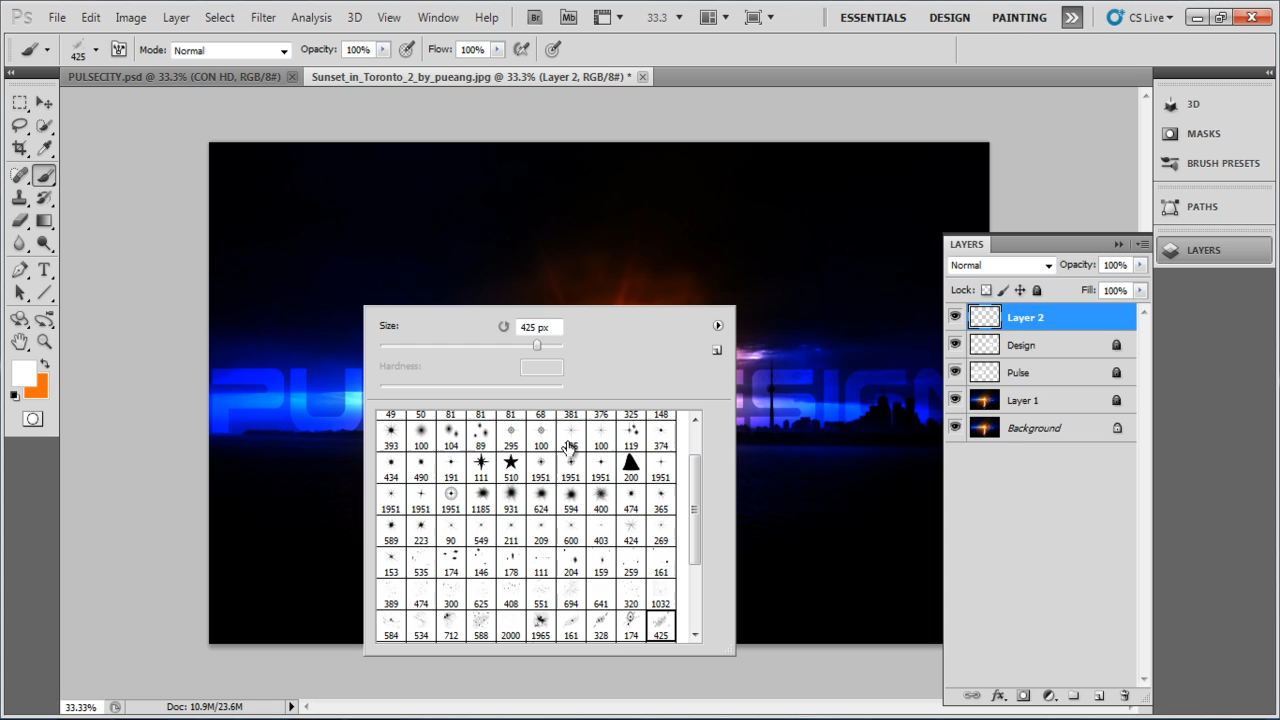 Ps File Edit Image Layer Select Filter Analysis 3D View Window Help Br Mb 33.3 ESSENTIALS DESIGN PAINTING CS Live
425 Mode: Normal Opacity: 100% Flow: 100%
PULSECITY.psd @ 33.3% (CON HD, RGB/8#) Sunset_in_Toronto_2_by_pueang.jpg @ 33.3% (Layer 2, RGB/8#) *
3D
MASKS
BRUSH PRESETS
PATHS
LAYERS
LAYERS
Normal Opacity: 100%
Lock: Fill: 100%
Layer 2
Design
Pulse
Layer 1
Background
Size: 425 px
Hardness:
49 50 81 81 81 68 381 376 325 148
393 100 104 89 295 100 100 119 374
434 490 191 111 510 1951 1951 1951 200 1951
1951 1951 1951 1185 931 624 594 400 474 365
589 223 90 549 211 209 600 403 424 269
153 535 174 146 178 111 204 159 259 161
389 474 300 625 408 551 694 641 320 1032
584 534 712 588 2000 1965 161 328 174 425
33.33% Doc: 10.9M/23.6M